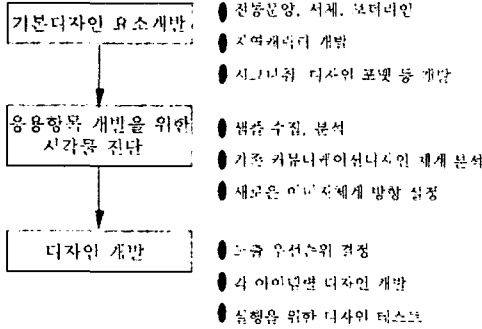 기본디자인 요소개발
전통문양, 서체, 보더라인
지역캐릭터 개발
시그니춰, 디자인 포맷 등 개발
응용항목 개발을 위한
시각물 진단
샘플 수집, 분석
기존 커뮤니케이션디자인 체계 분석
새로운 이미지체계 방향 설정
디자인 개발
우선순위 결정
각 아이템별 디자인 개발
실행을 위한 디자인 테스트